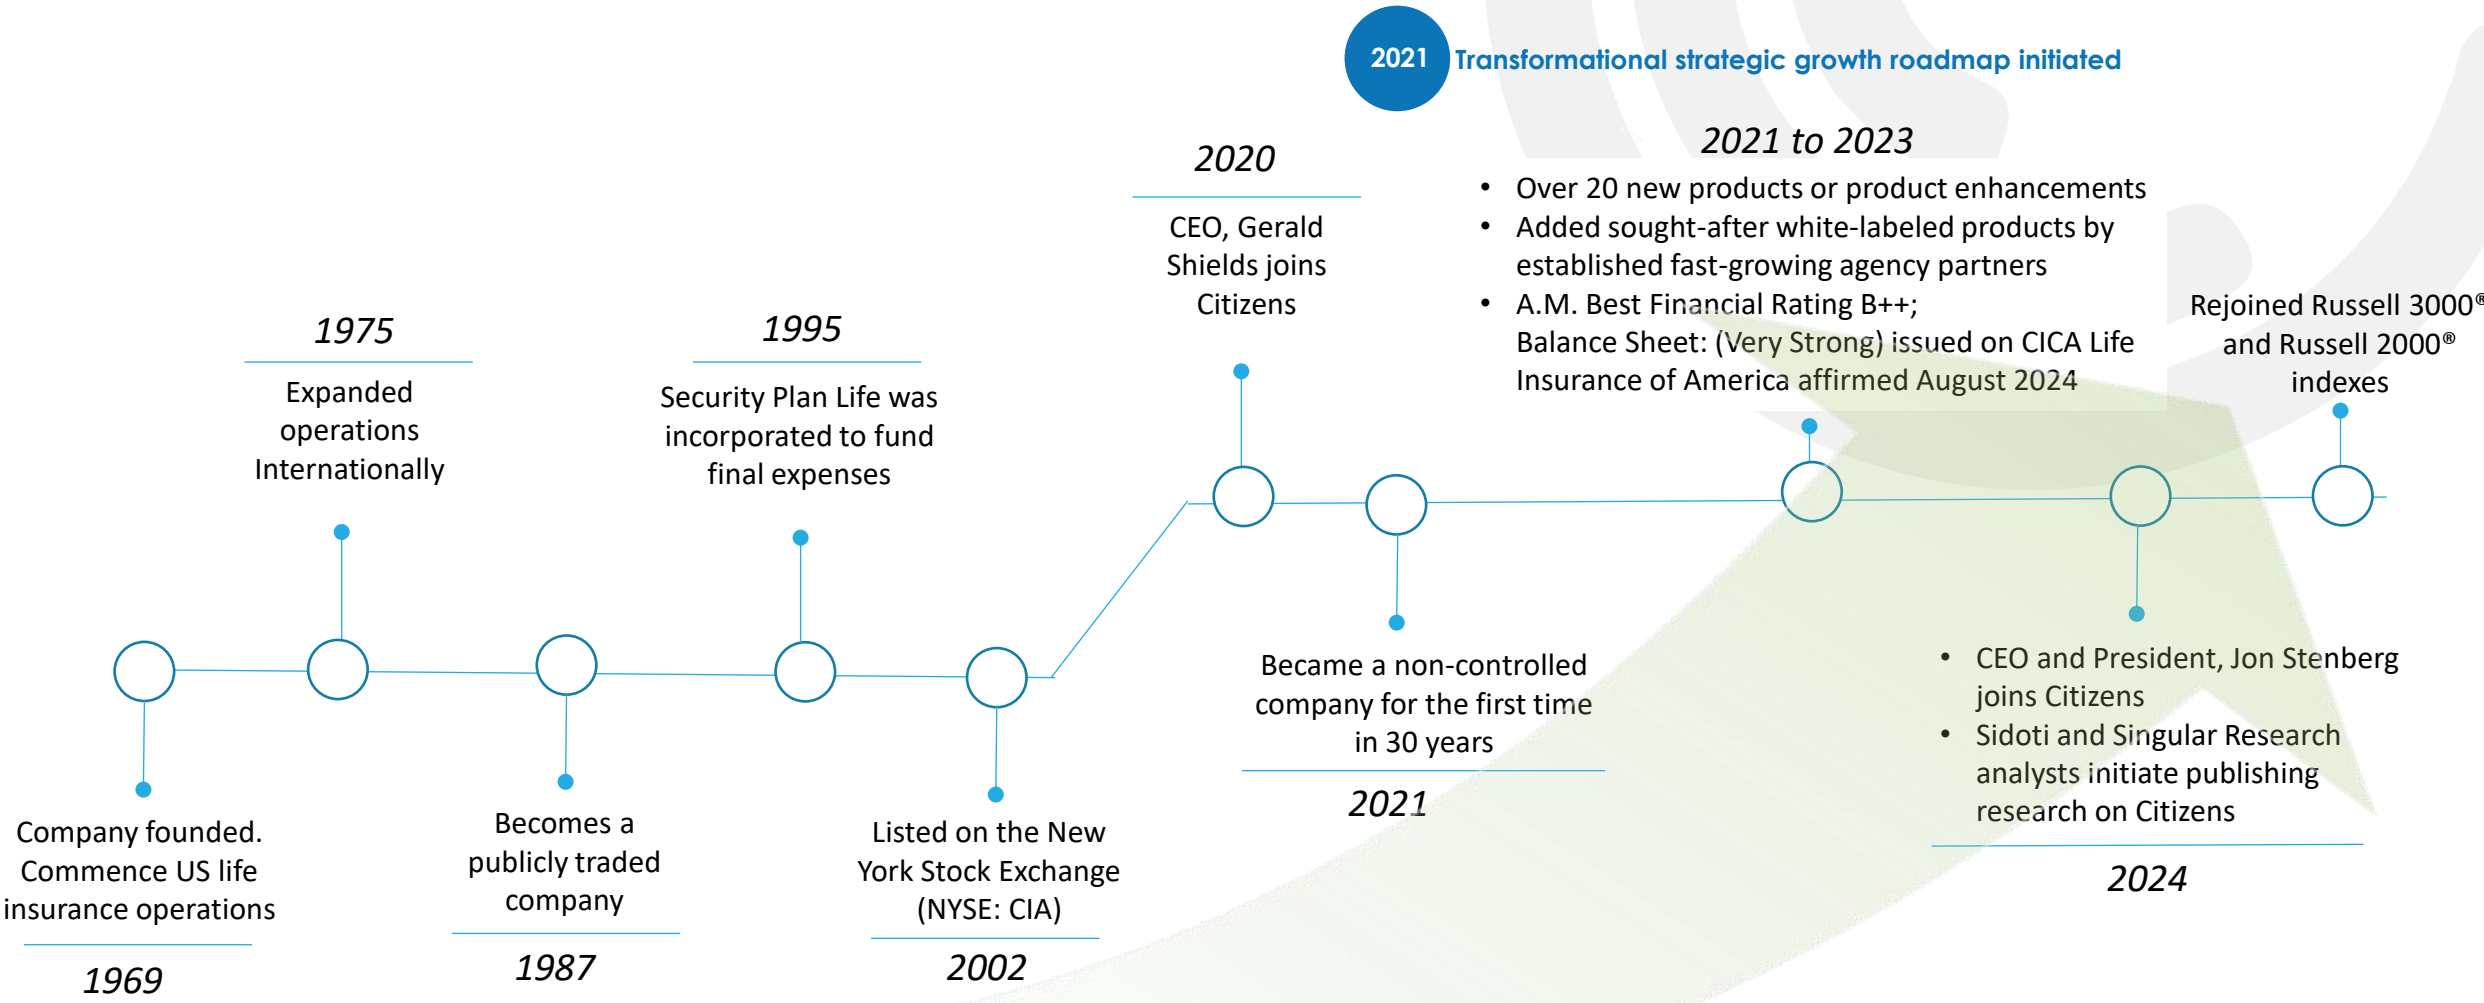 2021
Transformational strategic growth roadmap initiated
1969
Company founded.
Commence US life
insurance operations
1975
Expanded
operations
Internationally
1987
Becomes a
publicly traded
company
1995
Security Plan Life was
incorporated to fund
final expenses
2002
Listed on the New
York Stock Exchange
(NYSE: CIA)
2020
CEO, Gerald
Shields joins
Citizens
Became a non-controlled
company for the first time
in 30 years
2021
2021 to 2023
• Over 20 new products or product enhancements
• Added sought-after white-labeled products by
established fast-growing agency partners
• A.M. Best Financial Rating B++;
Balance Sheet: (Very Strong) issued on CICA Life
Insurance of America affirmed August 2024
• CEO and President, Jon Stenberg
joins Citizens
• Sidoti and Singular Research
analysts initiate publishing
research on Citizens
2024
Rejoined Russell 3000®
and Russell 2000®
indexes